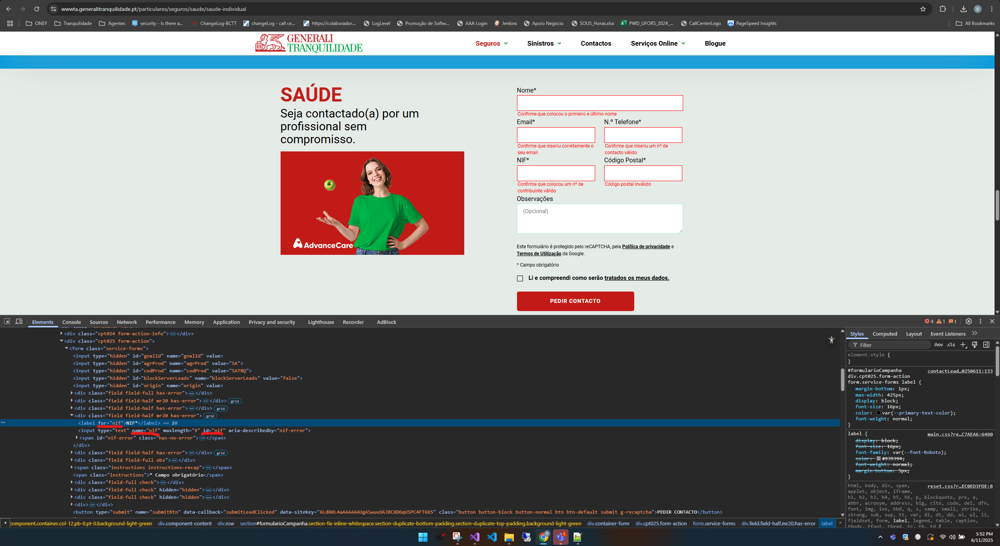 wwwta.generalitranquilidade.pt/particulares/seguros/saude/saude-individual
B
ONEY Tranquilidade Agentes security - Is there a... ChangeLog-BCTT changeLog - call ce... https://colaborador... LogLevel Promoção de Softw... AAA Login Jenkins Apoio Negocio SOUS_Horas.xlsx PWD_UFORS_2024_... CallCenterLogo PageSpeed Insights All Bookmarks
GENERALI
TRANQUILIDADE
Seguros Sinistros Contactos Serviços Online Blogue
SAÚDE
Seja contactado(a) por um
profissional sem
compromisso.
AdvanceCare
Nome*
Confirme que colocou o primeiro e último nome
Email* N.º Telefone*
Confirme que inseriu corretamente o
seu email
Confirme que inseriu um nº de
contacto válido
NIF* Código Postal*
Confirme que colocou um nº de
contribuinte válido
Código postal inválido
Observações
(Opcional)
Este formulário é protegido pelo reCAPTCHA, pela Política de privacidade e
Termos de Utilização da Google.
* Campo obrigatório
Li e compreendi como serão tratados os meus dados.
PEDIR CONTACTO
Elements Console Sources Network Performance Memory Application Privacy and security Lighthouse Recorder AdBlock 4 1 1
<div class="cpt024 form-action-info">…</div>
<div class="cpt025 form-action">
<form class="service-forms">
<input type="hidden" id="goalId" name="goalId" value>
<input type="hidden" id="agrProd" name="agrProd" value="SA">
<input type="hidden" id="codProd" name="codProd" value="SATRQ">
<input type="hidden" id="blockServerLeads" name="blockServerLeads" value="false">
<input type="hidden" id="origin" name="origin" value>
<div class="field field-full has-error">…</div>
<div class="field field-half mr20 has-error">…</div> grid
<div class="field field-half has-error">…</div> grid
<div class="field field-half mr20 has-error"> grid
<label for="nif">NIF*</label> == $0
<input type="text" name="nif" maxlength="9" id="nif" aria-describedby="nif-error">
<span id="nif-error" class="has-no-error">…</span>
</div>
<div class="field field-half has-error">…</div> grid
<div class="field field-full obs">…</div>
<span class="instructions instructions-recap">…</span>
<span class="instructions">* Campo obrigatório</span>
<div class="field-full check">…</div>
<div class="field-full check" hidden="hidden">…</div>
<div class="field-full check" hidden="hidden">…</div>
<div>…</div>
<button type="submit" name="submitBtn" data-callback="submitLeadClicked" data-sitekey="6Ld80L4aAAAAAAUgASwuuOAJBC8DGqUSPC4FT6b5" class="button button-block button-normal btn btn-default submit g-recaptcha">PEDIR CONTACTO</button>
component.container.col-12.pb-0.pt-0.background-light-green div.component-content div.row section#formularioCampanha.section-fix-inline-whitespace.section-duplicate-bottom-padding.section-duplicate-top-padding.background-light-green div.container-form div.cpt025.form-action form.service-forms div.field.field-half.mr20.has-error label
Styles Computed Layout Event Listeners
Filter :hov .cls
element.style {
}
#formularioCampanha contactLead…0250611:133
div.cpt025.form-action
form.service-forms label {
margin-bottom: 1px;
max-width: 425px;
display: block;
font-size: 16px;
color: var(--primary-text-color);
font-weight: normal;
}
label { main.css?re…C7AEA6:6480
display: block;
font-size: 16px;
font-family: var(--font-Roboto);
color: #939394;
font-weight: normal;
margin-bottom: 5px;
}
html, body, div, span, reset.css?r…EC0ED3FDE:8
applet, object, iframe,
h1, h2, h3, h4, h5, h6, p, blockquote, pre, a,
abbr, acronym, address, big, cite, code, del, dfn,
font, img, ins, kbd, q, s, samp, small, strike,
strong, sub, sup, tt, var, dl, dt, dd, ol, ul, li,
fieldset, form, label, legend, table, caption,
tbody, tfoot, thead, tr, th, td {
5:52 PM
6/11/2025